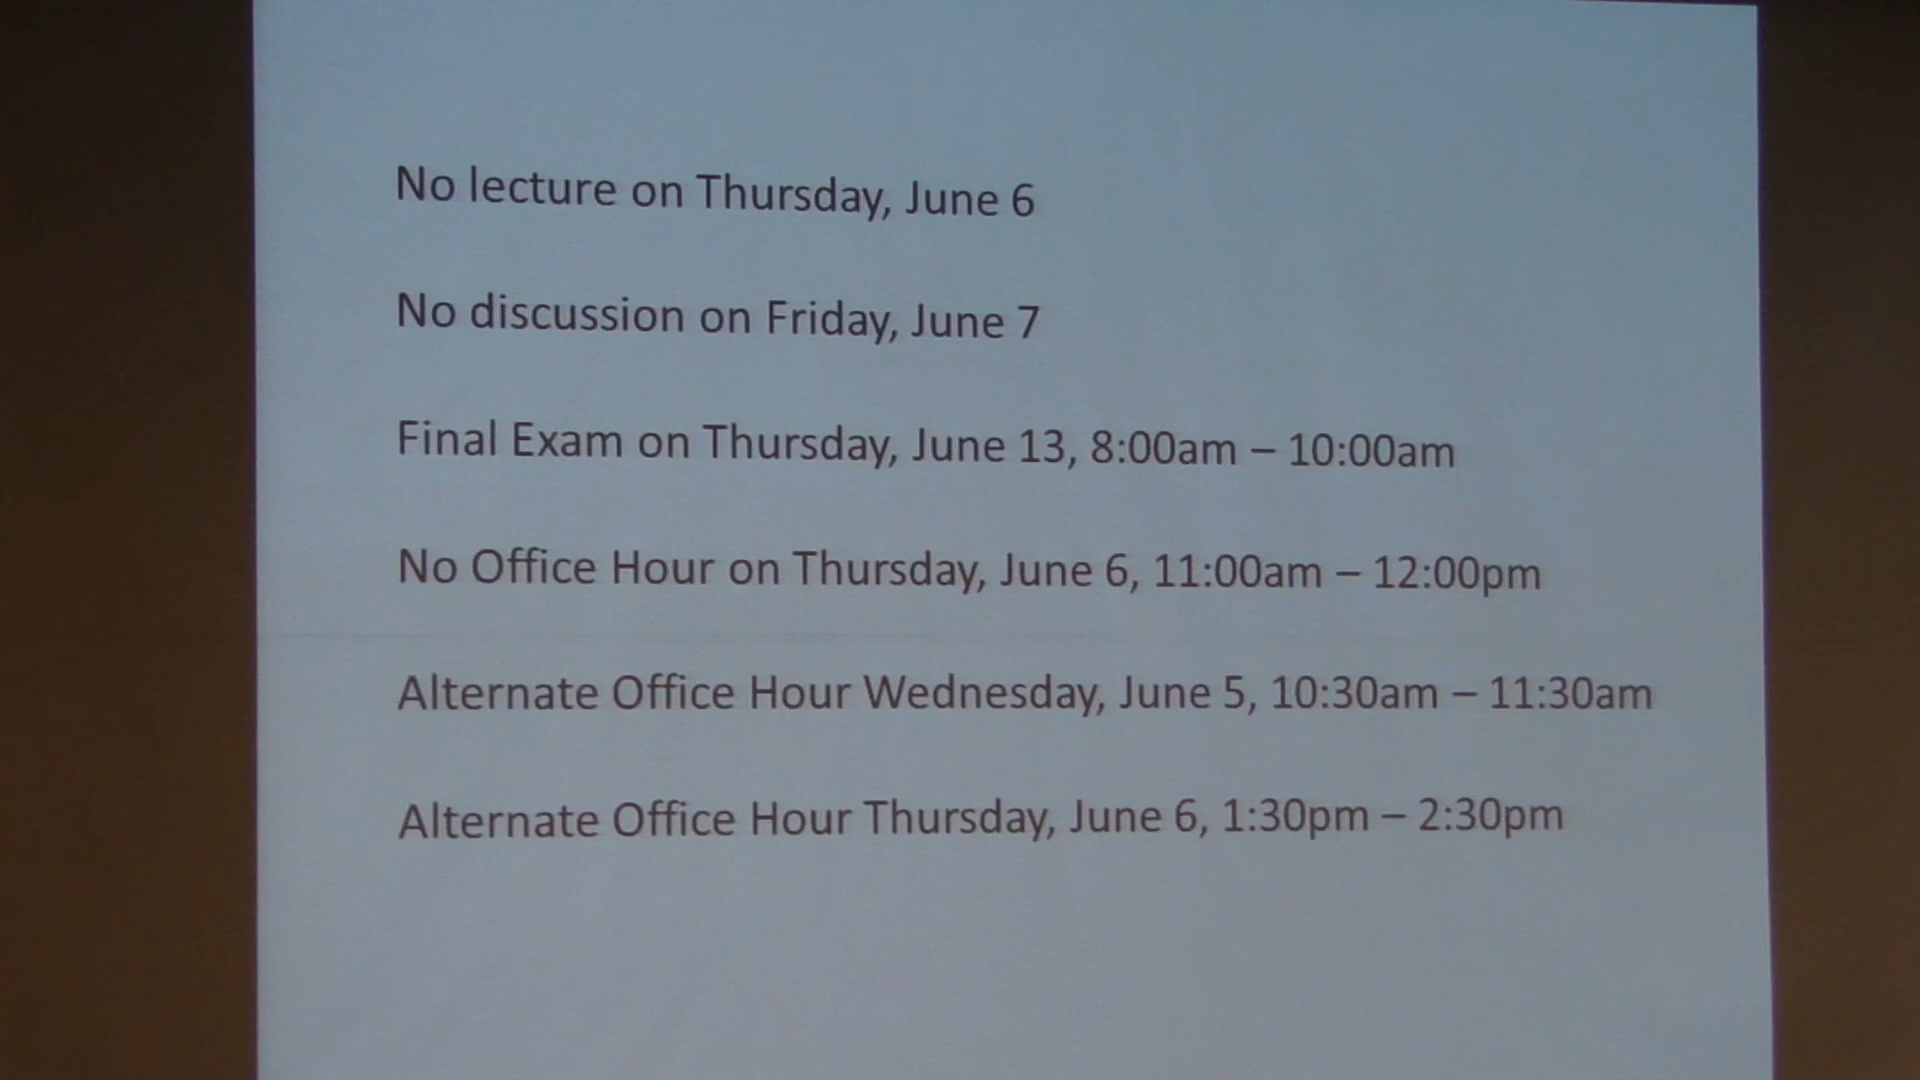 No lecture on Thursday, June 6
No discussion on Friday, June 7
Final Exam on Thursday, June 13, 8:00am – 10:00am
No Office Hour on Thursday, June 6, 11:00am – 12:00pm
Alternate Office Hour Wednesday, June 5, 10:30am – 11:30am
Alternate Office Hour Thursday, June 6, 1:30pm – 2:30pm